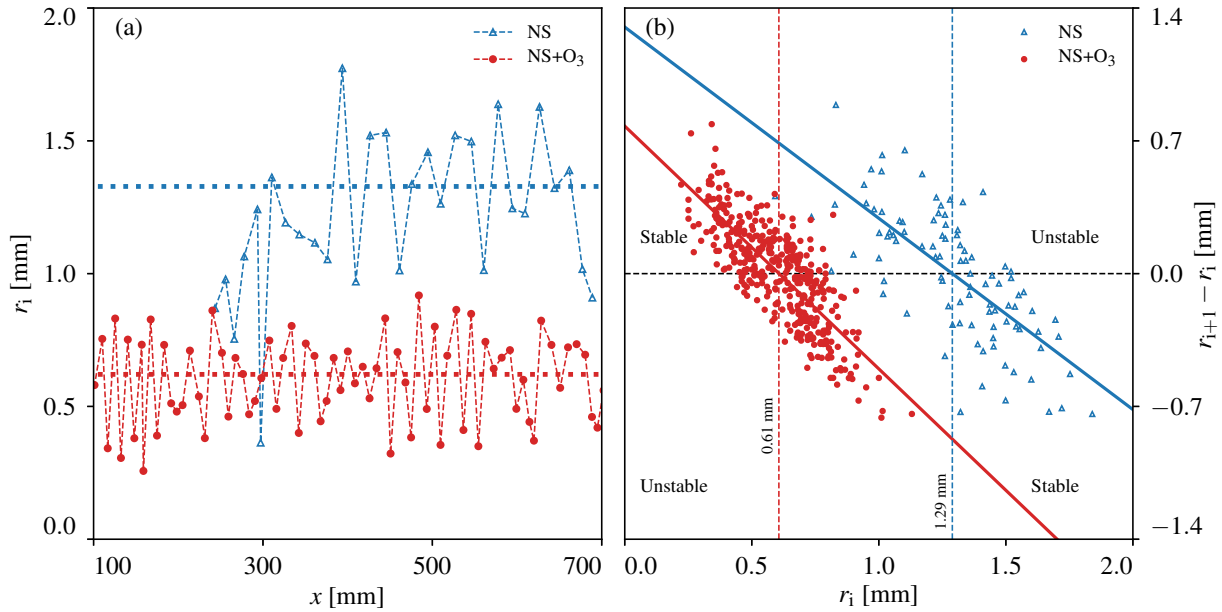 (a)
NS
NS+O₃
2.0
1.5
1.0
0.5
0.0
rᵢ [mm]
100
300
500
700
x [mm]
(b)
NS
NS+O₃
Stable
Unstable
Unstable
Stable
0.61 mm
1.29 mm
1.4
0.7
0.0
−0.7
−1.4
rᵢ₊₁ − rᵢ [mm]
0.0
0.5
1.0
1.5
2.0
rᵢ [mm]